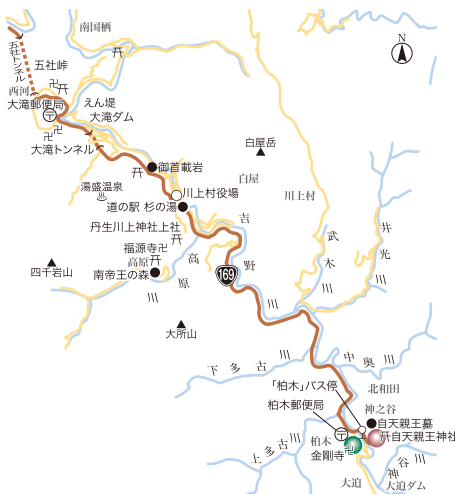 南国栖
N
五社トンネル
五社峠
西河
大滝郵便局
えん堤
大滝ダム
大滝トンネル
御首載岩
白屋岳
白屋
湯盛温泉
川上村役場
川上村
道の駅 杉の湯
丹生川上神社上社
吉野川
武木川
井光川
福源寺
高原
高原川
四千岩山
南帝王の森
169
大所山
下多古川
中奥川
「柏木」バス停
北和田
柏木郵便局
神之谷
自天親王墓
自天親王神社
柏木
金剛寺
上多古川
神谷川
大迫
大迫ダム